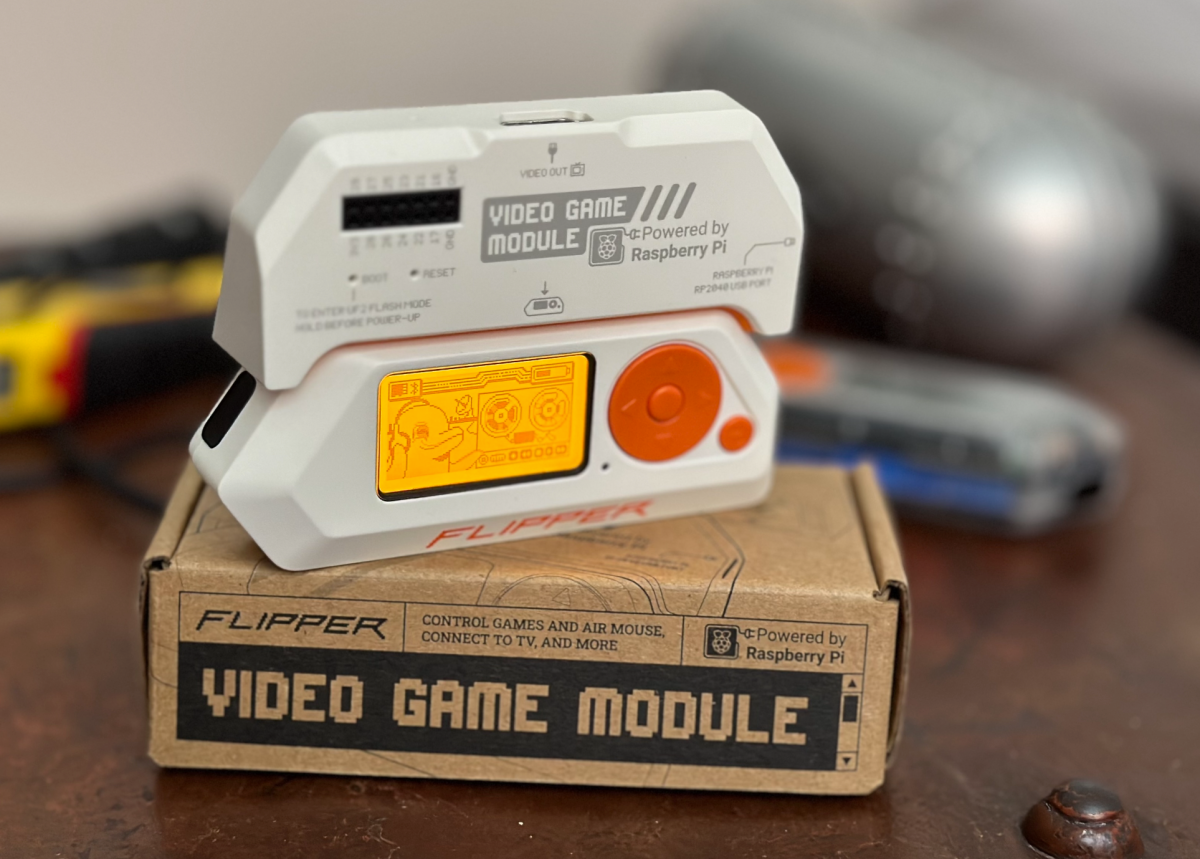 VIDEO OUT
VIDEO GAME
MODULE
Powered by
Raspberry Pi
BOOT
RESET
TO ENTER UF2 FLASH MODE
HOLD BEFORE POWER-UP
RASPBERRY PI
RP2040 USB PORT
FLIPPER
FLIPPER
CONTROL GAMES AND AIR MOUSE,
CONNECT TO TV, AND MORE
Powered by
Raspberry Pi
VIDEO GAME MODULE